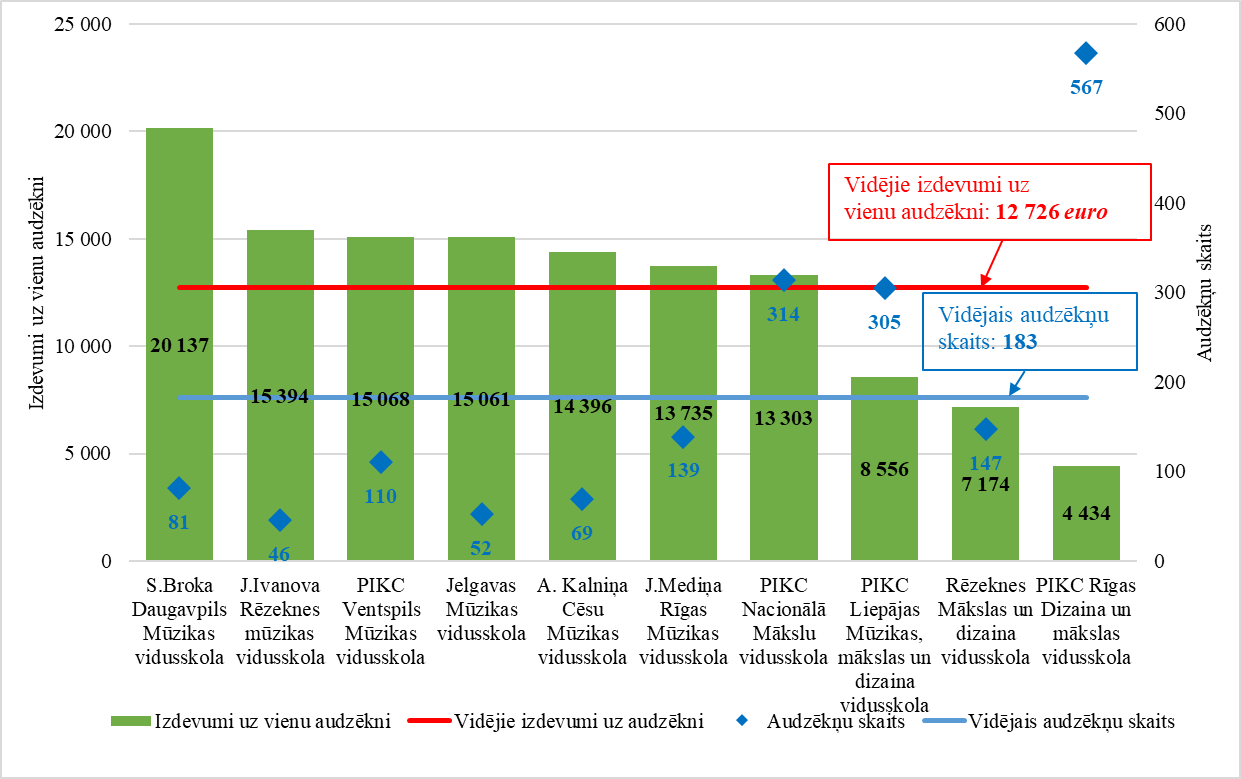 25 000
20 000
15 000
10 000
5 000
0
Izdevumi uz vienu audzēkni
600
500
400
300
200
100
0
Audzēkņu skaits
Vidējie izdevumi uz
vienu audzēkni: 12 726 euro
Vidējais audzēkņu
skaits: 183
20 137
15 394
15 068
15 061
14 396
13 735
13 303
8 556
7 174
4 434
81
46
110
52
69
139
314
305
147
567
S.Broka
Daugavpils
Mūzikas
vidusskola
J.Ivanova
Rēzeknes
mūzikas
vidusskola
PIKC
Ventspils
Mūzikas
vidusskola
Jelgavas
Mūzikas
vidusskola
A. Kalniņa
Cēsu
Mūzikas
vidusskola
J.Mediņa
Rīgas
Mūzikas
vidusskola
PIKC
Nacionālā
Mākslu
vidusskola
PIKC
Liepājas
Mūzikas,
mākslas un
dizaina
vidusskola
Rēzeknes
Mākslas un
dizaina
vidusskola
PIKC Rīgas
Dizaina un
mākslas
vidusskola
Izdevumi uz vienu audzēkni
Vidējie izdevumi uz audzēkni
Audzēkņu skaits
Vidējais audzēkņu skaits